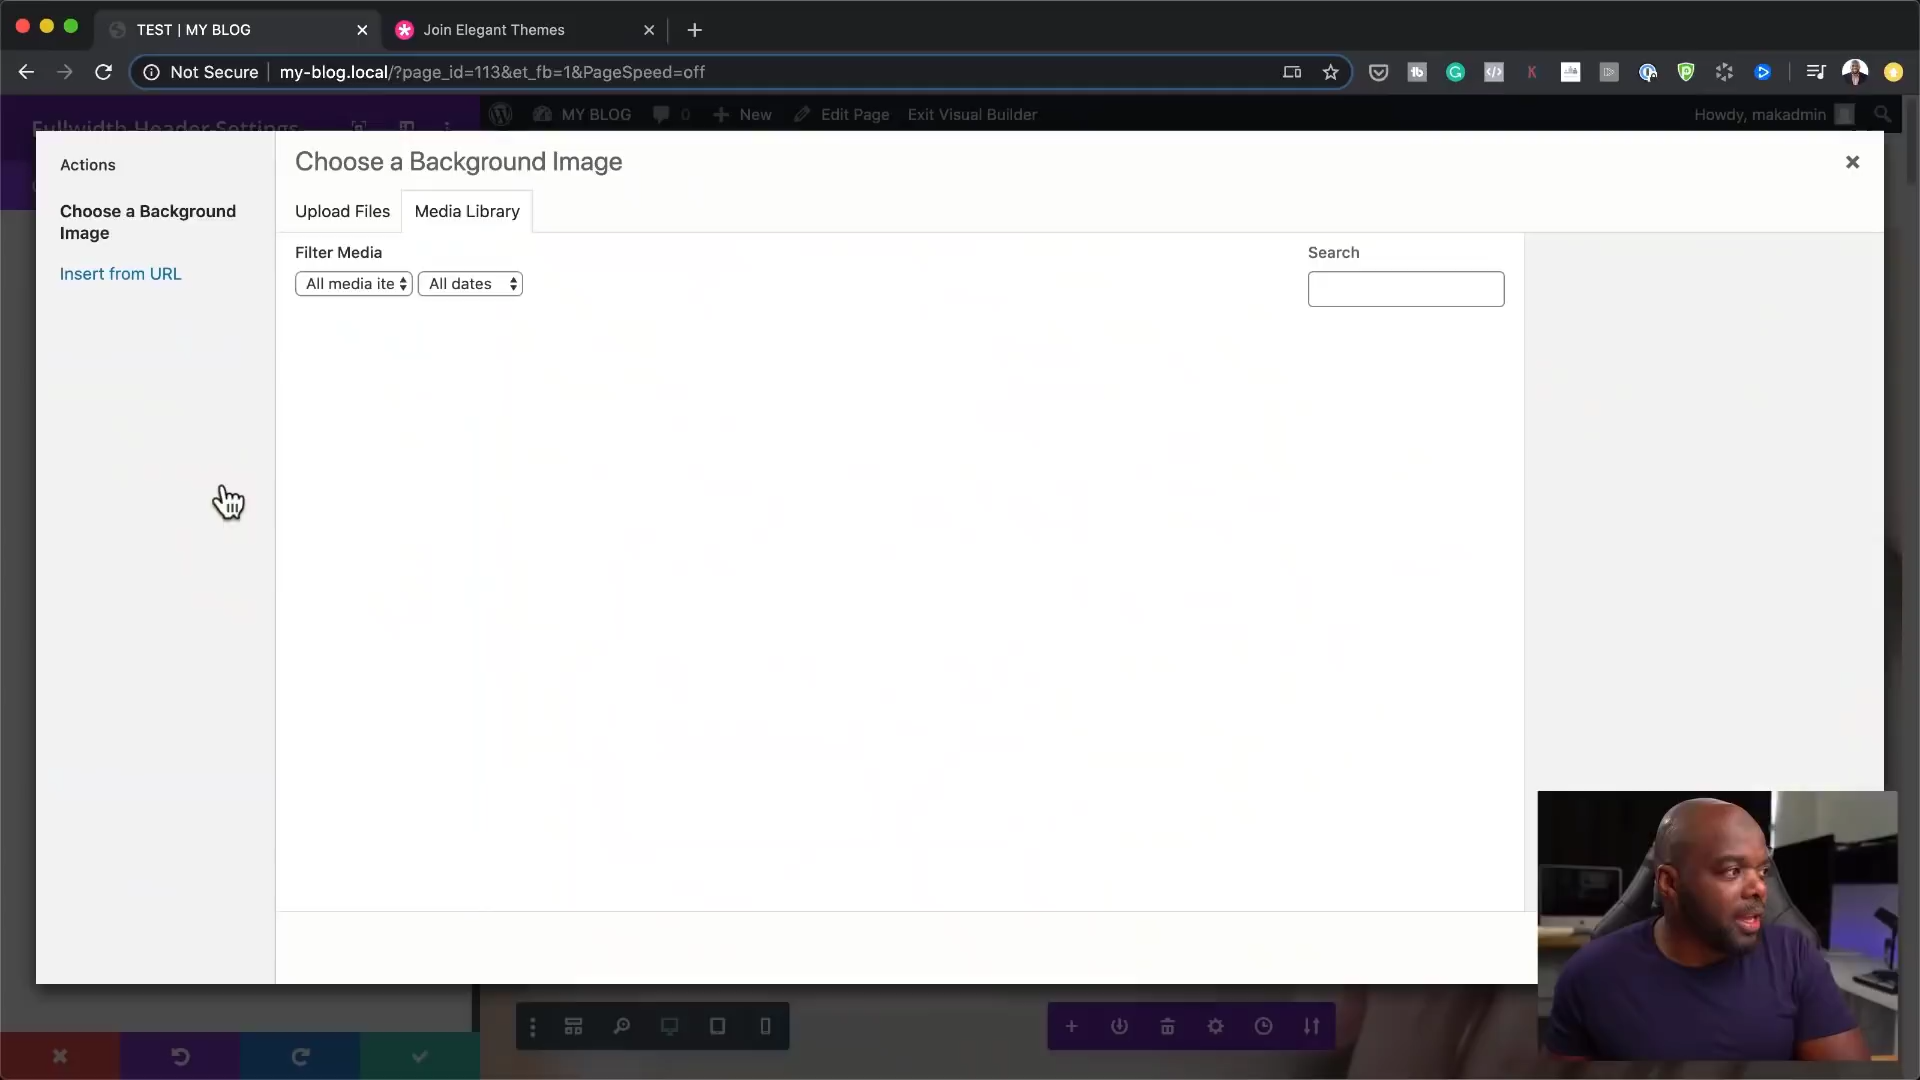 TEST | MY BLOG
Join Elegant Themes
Not Secure
my-blog.local/?page_id=113&et_fb=1&PageSpeed=off
Fullwidth Header Settings
MY BLOG
0
New
Edit Page
Exit Visual Builder
Howdy, makadmin
Actions
Choose a Background Image
Insert from URL
Choose a Background Image
Upload Files
Media Library
Filter Media
All media ite
All dates
Search